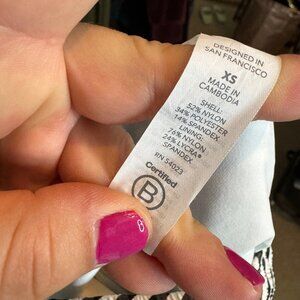 DESIGNED IN
SAN FRANCISCO
XS
MADE IN
CAMBODIA
SHELL:
52% NYLON
34% POLYESTER
14% SPANDEX
LINING:
76% NYLON
24% LYCRA®
SPANDEX
RN 54023
Certified
B